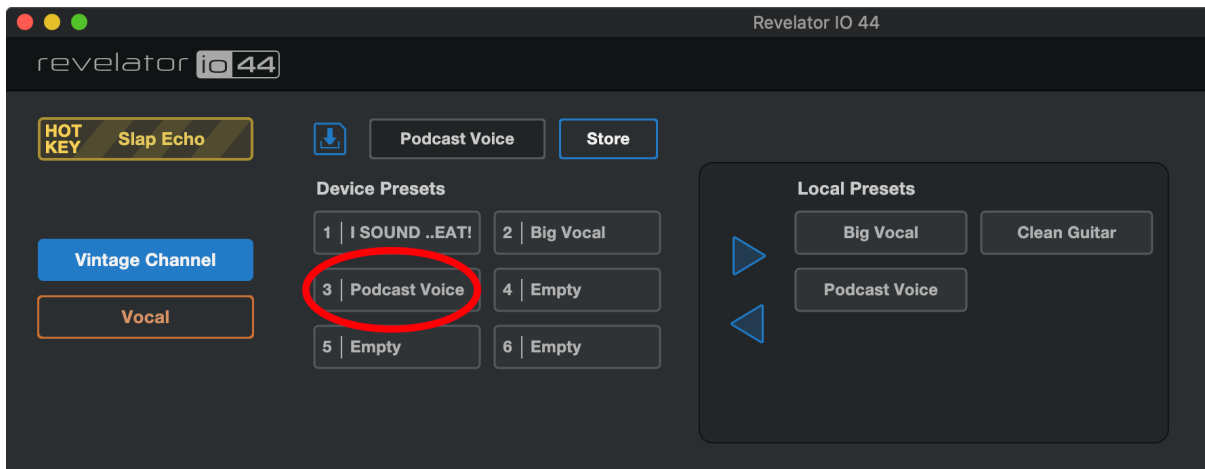 Revelator IO 44
revelator io 44
HOT KEY Slap Echo
Podcast Voice
Store
Vintage Channel
Vocal
Device Presets
1 | I SOUND ..EAT!
2 | Big Vocal
3 | Podcast Voice
4 | Empty
5 | Empty
6 | Empty
Local Presets
Big Vocal
Clean Guitar
Podcast Voice